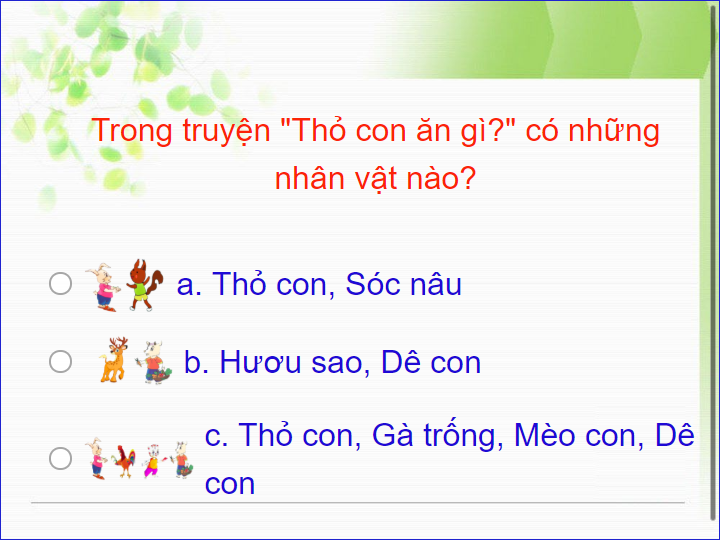 Trong truyện "Thỏ con ăn gì?" có những
nhân vật nào?
a. Thỏ con, Sóc nâu
b. Hươu sao, Dê con
c. Thỏ con, Gà trống, Mèo con, Dê
con